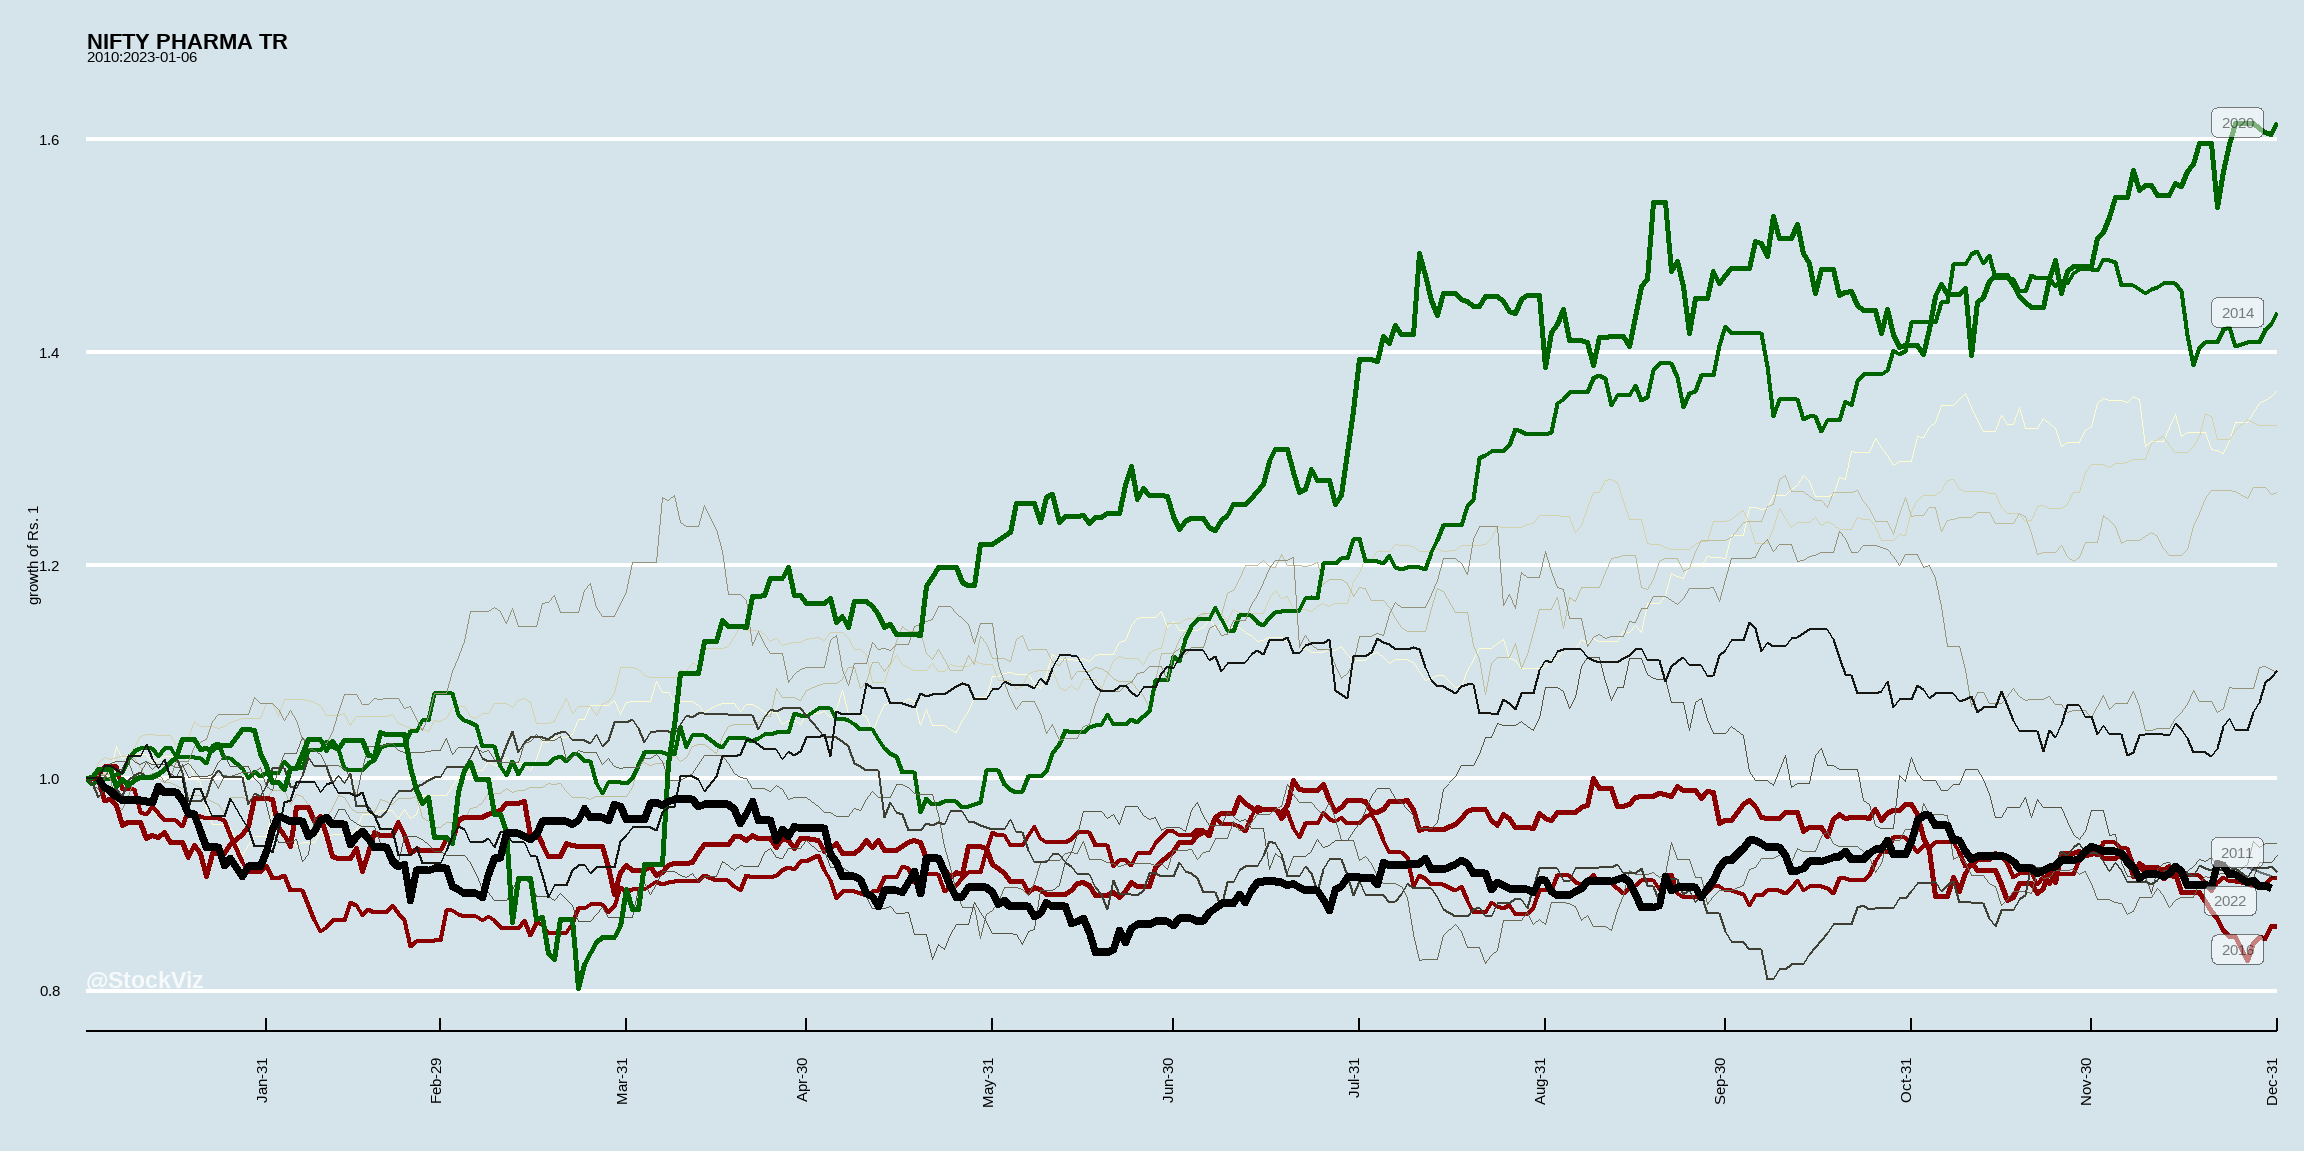 NIFTY PHARMA TR
2010:2023-01-06
growth of Rs. 1
1.6
1.4
1.2
1.0
0.8
2020
2014
2011
2022
2016
@StockViz
Jan-31
Feb-29
Mar-31
Apr-30
May-31
Jun-30
Jul-31
Aug-31
Sep-30
Oct-31
Nov-30
Dec-31